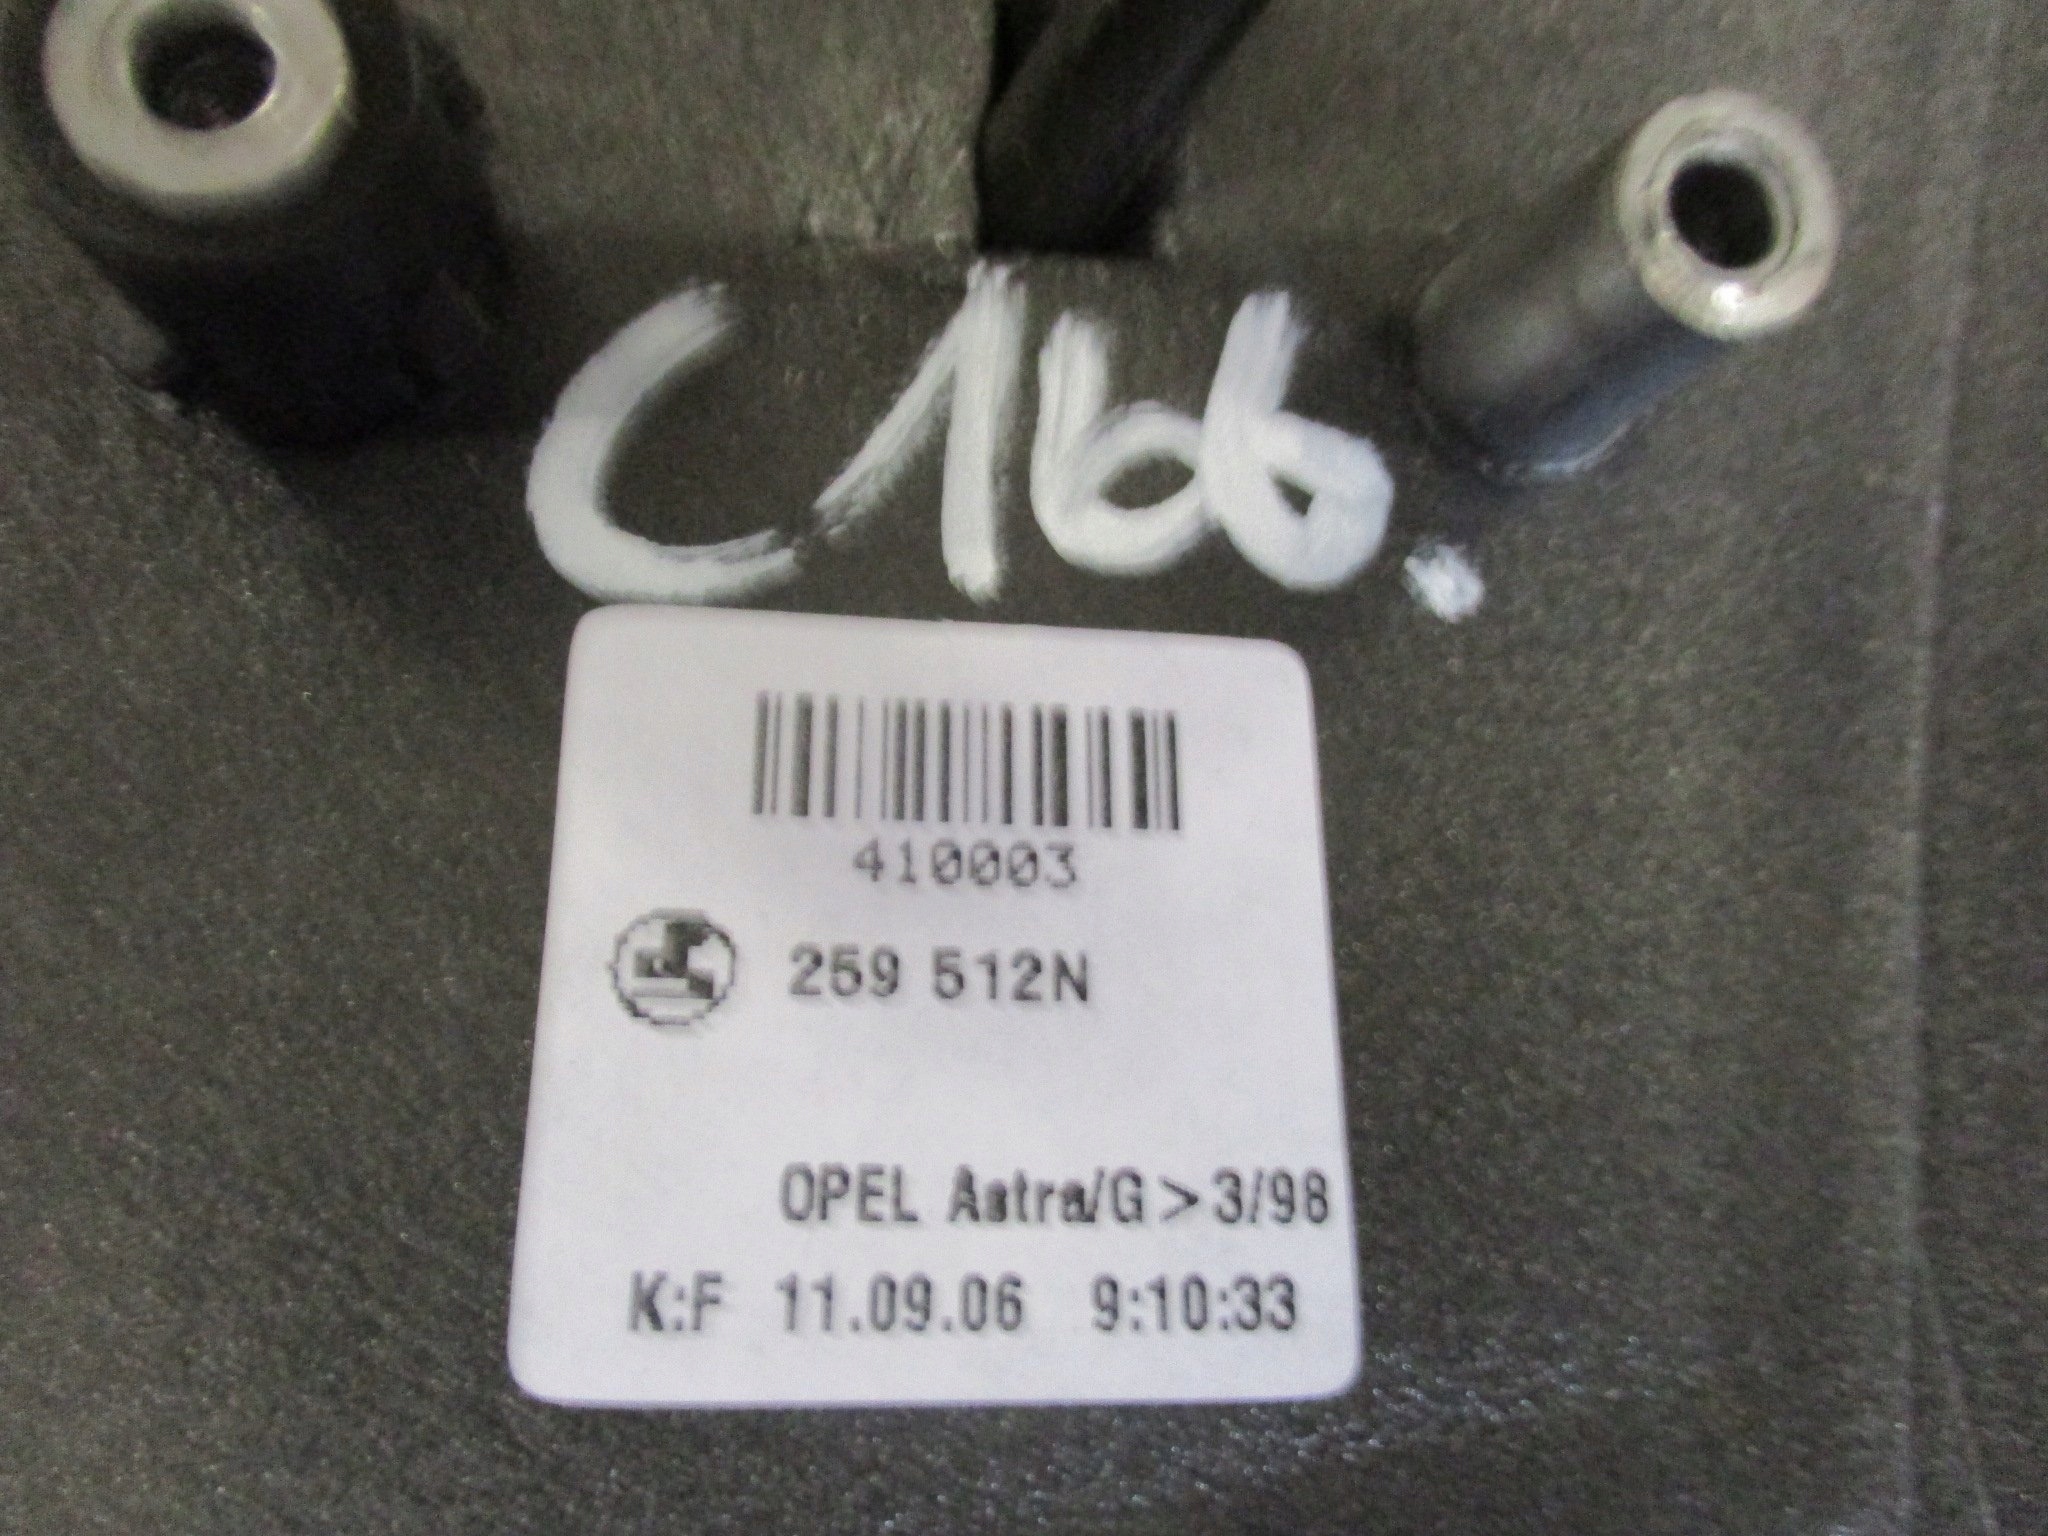 C166.
410003
259 512N
OPEL Astra/G > 3/98
K:F 11.09.06 9:10:33